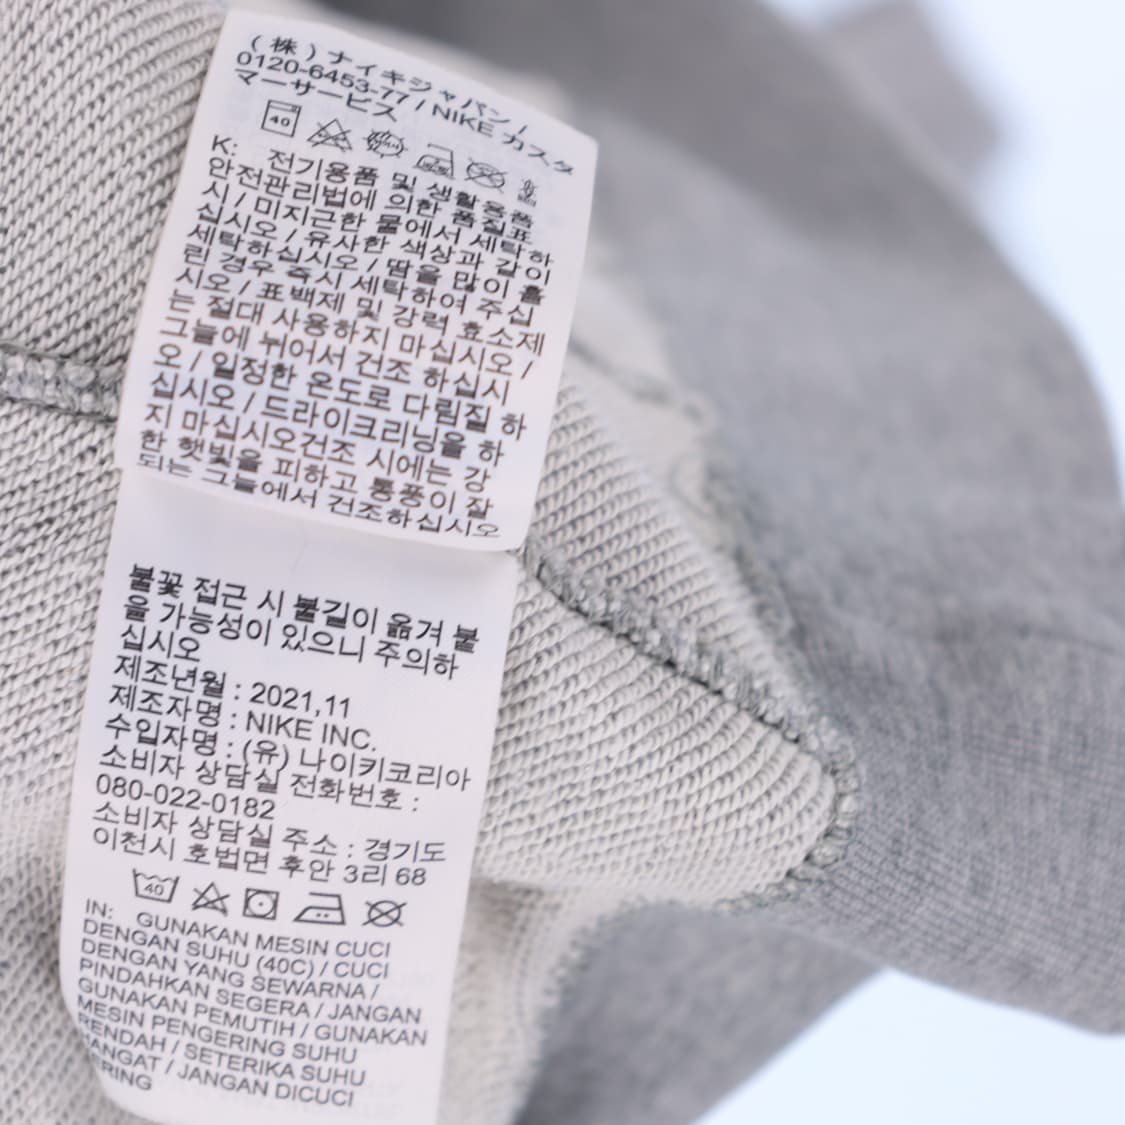 (株)ナイキジャパン /
0120-6453-77 / NIKE カスタ
マーサービス
40
K: 전기용품 및 생활용품
안전관리법에 의한 품질표
시 / 미지근한 물에서 세탁하
십시오 / 유사한 색상과 같이
세탁하십시오 / 땀을 많이 흘
린 경우 즉시 세탁하여 주십
시오 / 표백제 및 강력 효소제
는 절대 사용하지 마십시오 /
그늘에 뉘어서 건조 하십시
오 / 일정한 온도로 다림질 하
십시오 / 드라이크리닝을 하
지 마십시오건조 시에는 강
한 햇빛을 피하고 통풍이 잘
되는 그늘에서 건조하십시오
불꽃 접근 시 불길이 옮겨 붙
을 가능성이 있으니 주의하
십시오
제조년월 : 2021,11
제조자명 : NIKE INC.
수입자명 : (유) 나이키코리아
소비자 상담실 전화번호 :
080-022-0182
소비자 상담실 주소 : 경기도
이천시 호법면 후안 3리 68
40
IN: GUNAKAN MESIN CUCI
DENGAN SUHU (40C) / CUCI
DENGAN YANG SEWARNA /
PINDAHKAN SEGERA / JANGAN
GUNAKAN PEMUTIH / GUNAKAN
MESIN PENGERING SUHU
RENDAH / SETERIKA SUHU
HANGAT / JANGAN DICUCI